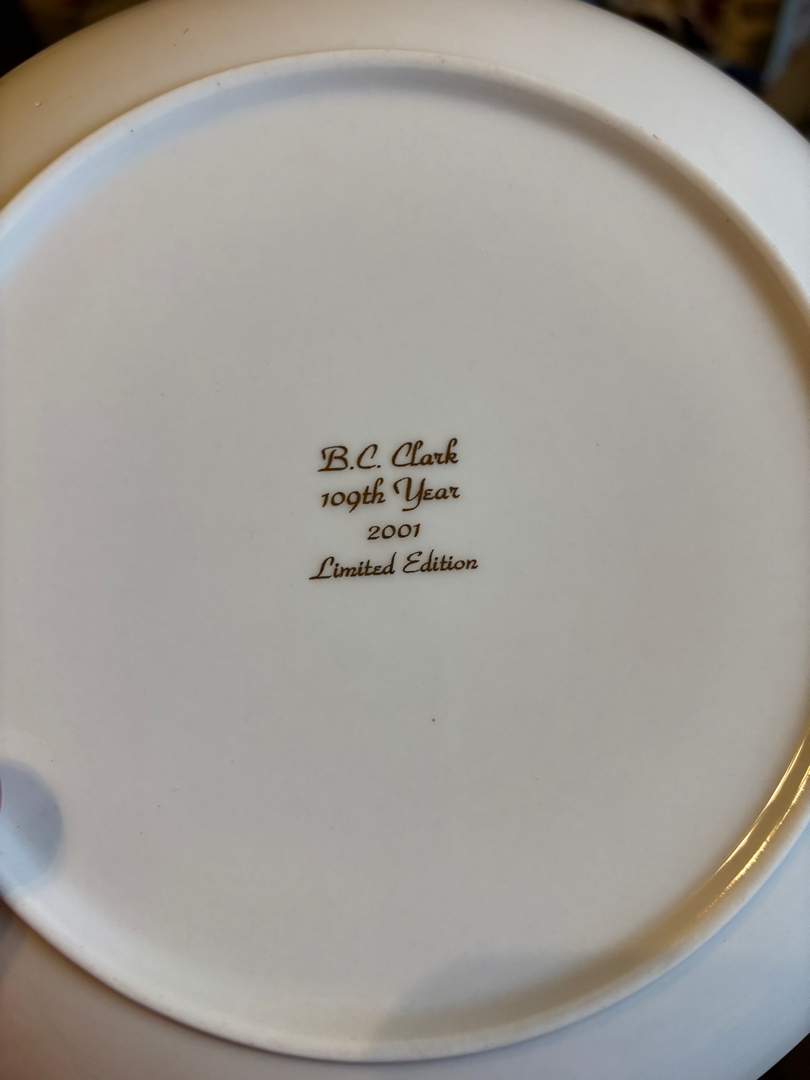 B.C. Clark
109th Year
2001
Limited Edition